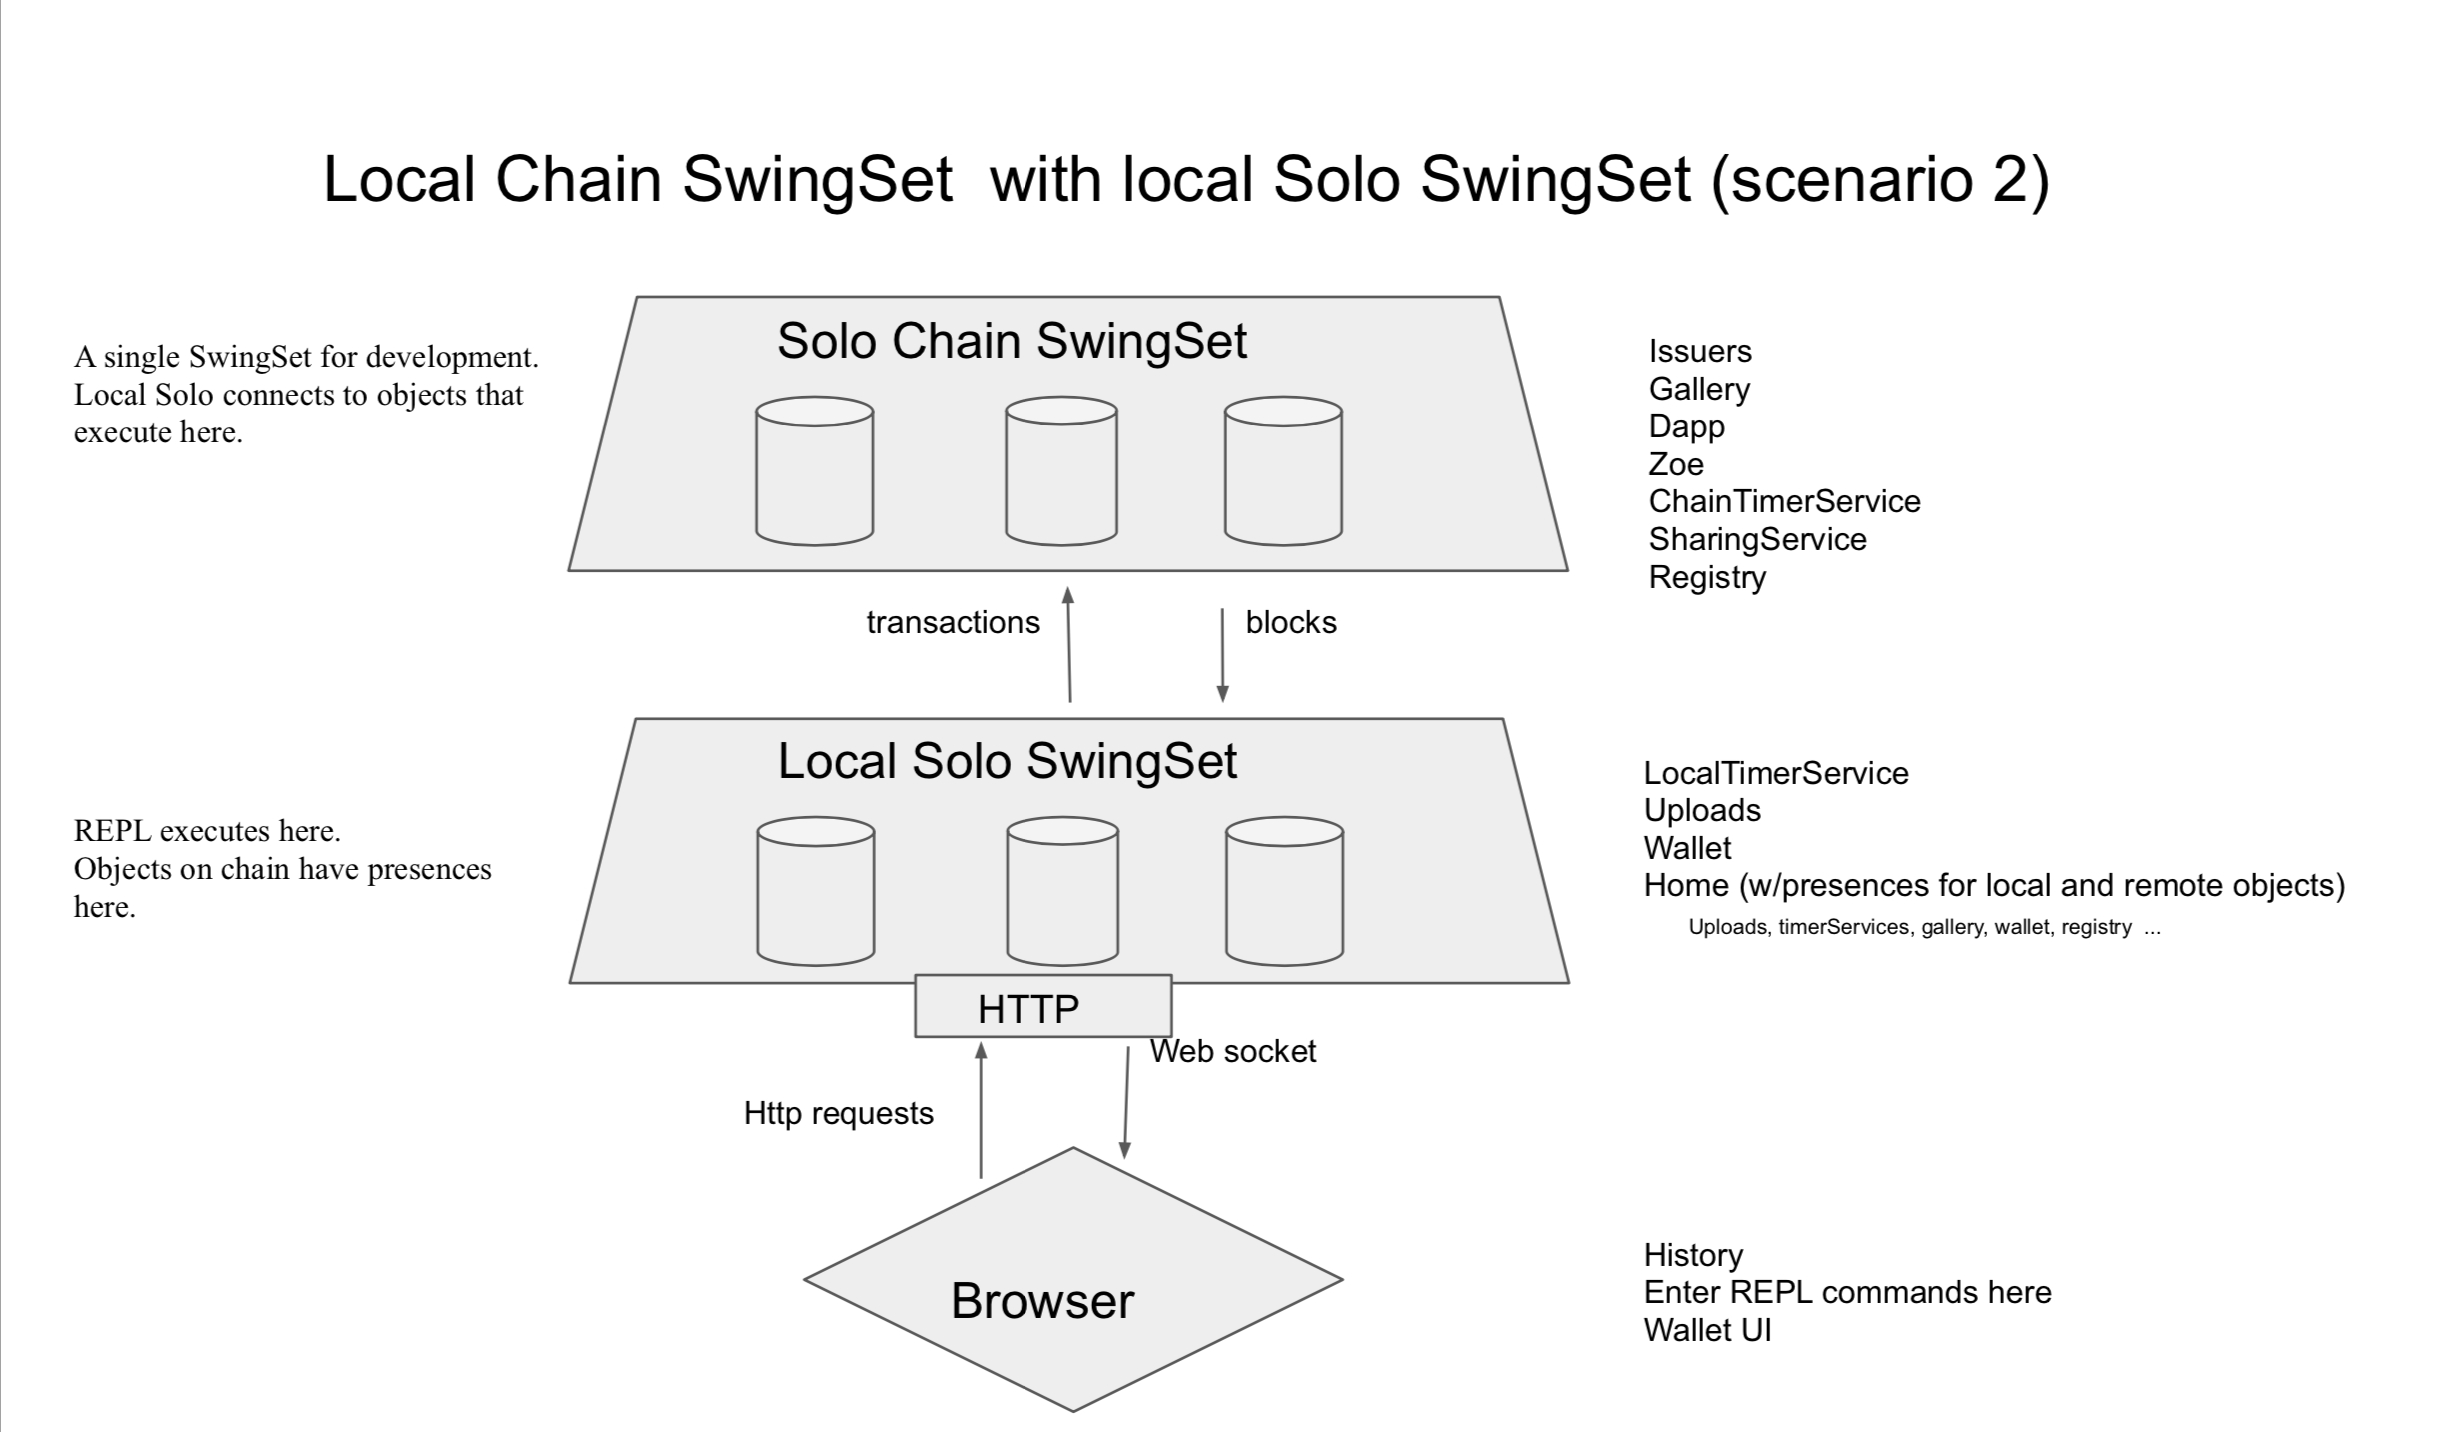 Local Chain SwingSet  with local Solo SwingSet (scenario 2)
Solo Chain SwingSet
A single SwingSet for development.
Local Solo connects to objects that
execute here.
Issuers
Gallery
Dapp
Zoe
ChainTimerService
SharingService
Registry
transactions
blocks
Local Solo SwingSet
REPL executes here.
Objects on chain have presences
here.
LocalTimerService
Uploads
Wallet
Home (w/presences for local and remote objects)
Uploads, timerServices, gallery, wallet, registry  ...
HTTP
Web socket
Http requests
Browser
History
Enter REPL commands here
Wallet UI